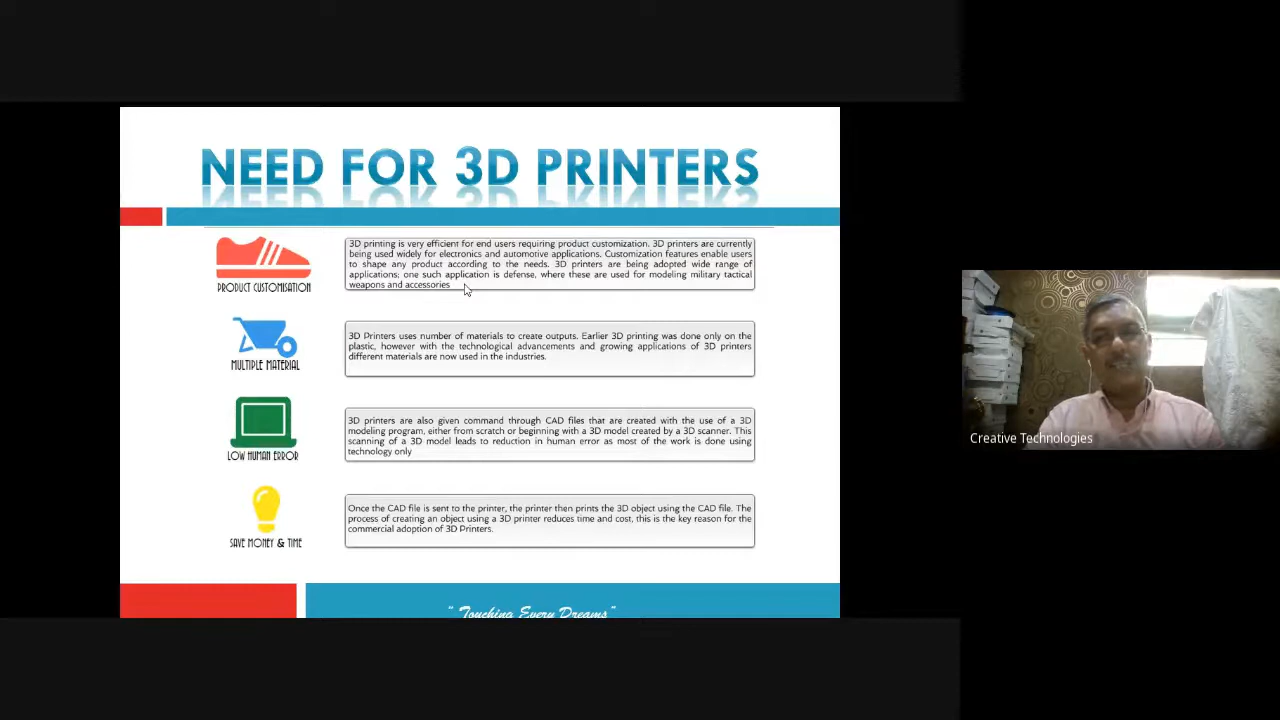 NEED FOR 3D PRINTERS
PRODUCT CUSTOMISATION
3D printing is very efficient for end users requiring product customization. 3D printers are currently
being used widely for electronics and automotive applications. Customization features enable users
to shape any product according to the needs. 3D printers are being adopted wide range of
applications; one such application is defense, where these are used for modeling military tactical
weapons and accessories
MULTIPLE MATERIAL
3D Printers uses number of materials to create outputs. Earlier 3D printing was done only on the
plastic, however with the technological advancements and growing applications of 3D printers
different materials are now used in the industries.
LOW HUMAN ERROR
3D printers are also given command through CAD files that are created with the use of a 3D
modeling program, either from scratch or beginning with a 3D model created by a 3D scanner. This
scanning of a 3D model leads to reduction in human error as most of the work is done using
technology only
SAVE MONEY & TIME
Once the CAD file is sent to the printer, the printer then prints the 3D object using the CAD file. The
process of creating an object using a 3D printer reduces time and cost, this is the key reason for the
commercial adoption of 3D Printers.
" Touching Every Dreams"
Creative Technologies